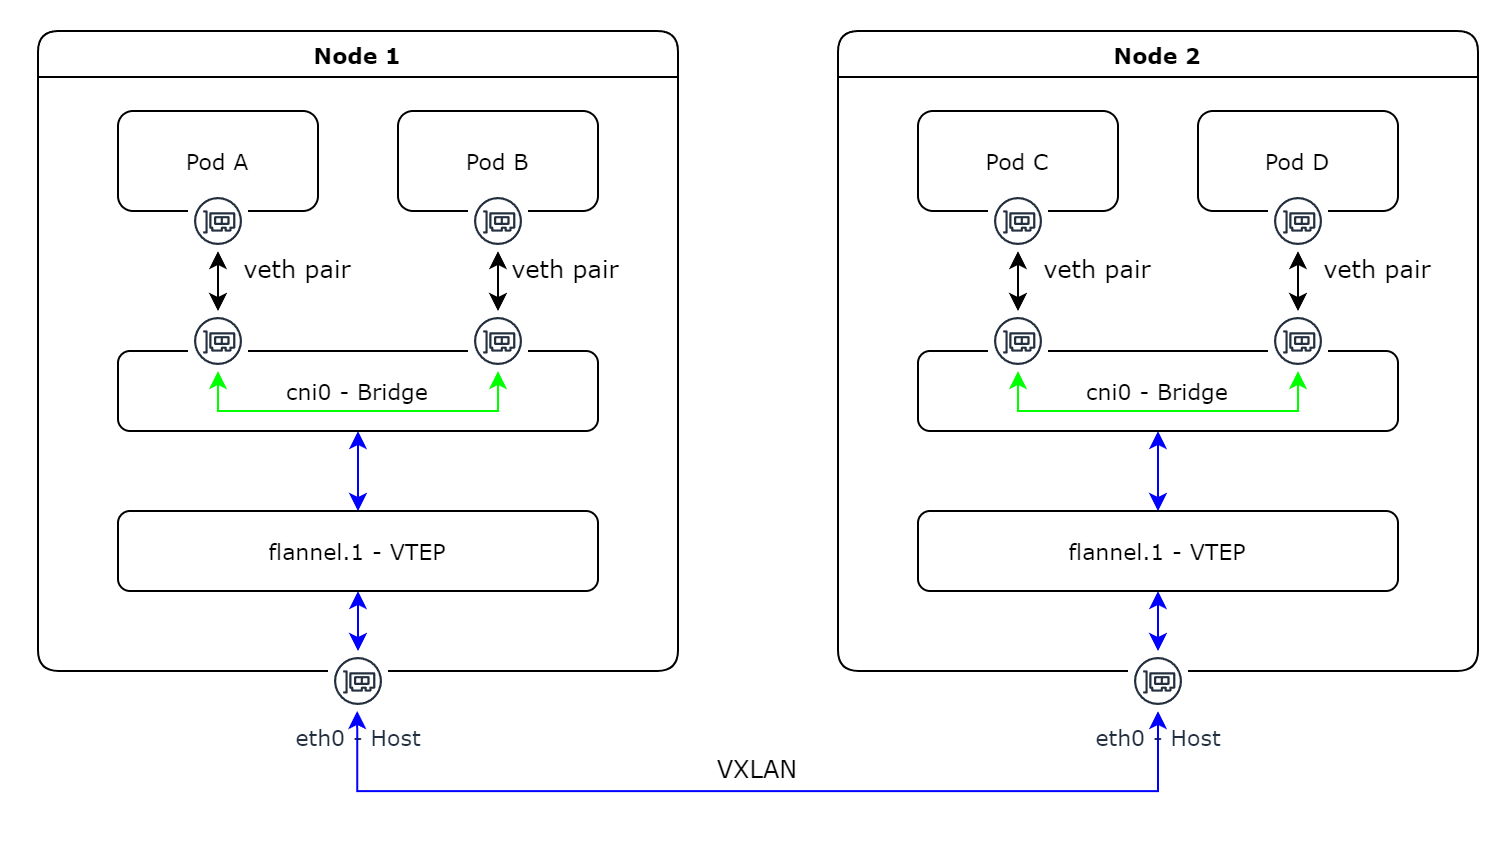 Node 1
Node 2
Pod A
Pod B
Pod C
Pod D
veth pair
veth pair
veth pair
veth pair
cni0 - Bridge
cni0 - Bridge
flannel.1 - VTEP
flannel.1 - VTEP
eth0 - Host
eth0 - Host
VXLAN